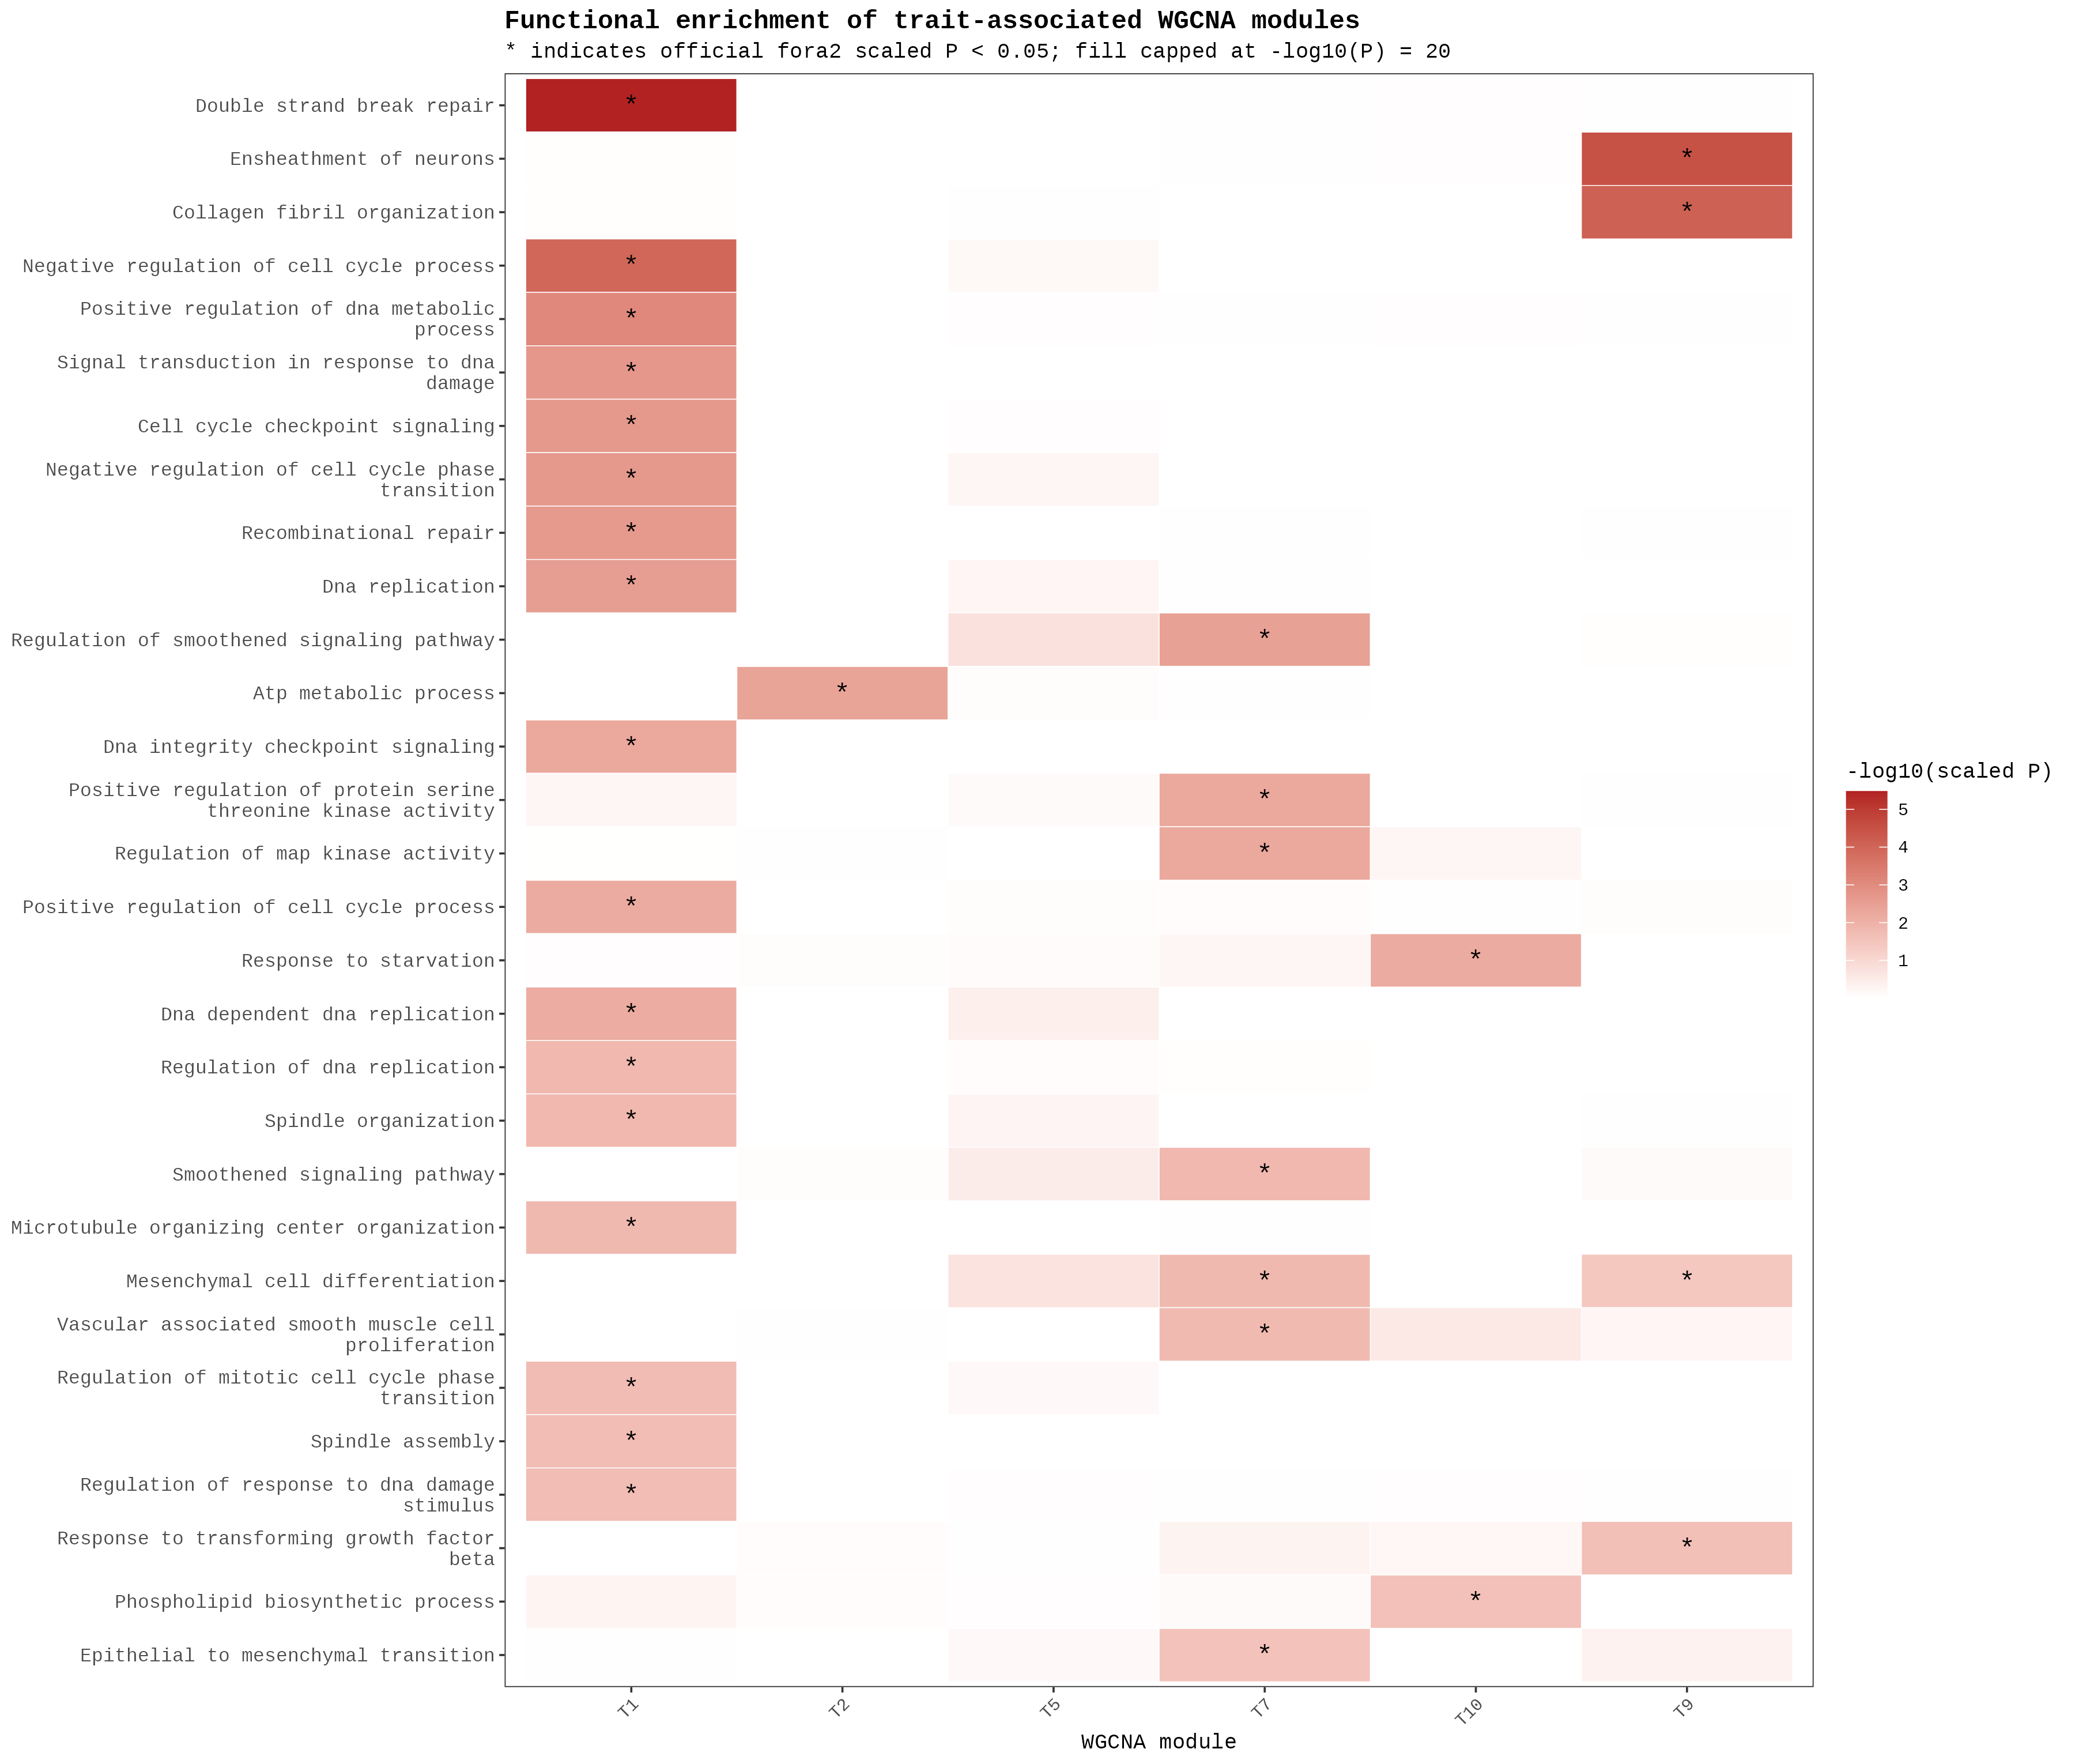 Functional enrichment of trait-associated WGCNA modules
* indicates official fora2 scaled P < 0.05; fill capped at -log10(P) = 20
Double strand break repair
*
Ensheathment of neurons
*
Collagen fibril organization
*
Negative regulation of cell cycle process
*
Positive regulation of dna metabolic
process
*
Signal transduction in response to dna
damage
*
Cell cycle checkpoint signaling
*
Negative regulation of cell cycle phase
transition
*
Recombinational repair
*
Dna replication
*
Regulation of smoothened signaling pathway
*
Atp metabolic process
*
Dna integrity checkpoint signaling
*
Positive regulation of protein serine
threonine kinase activity
*
Regulation of map kinase activity
*
Positive regulation of cell cycle process
*
Response to starvation
*
Dna dependent dna replication
*
Regulation of dna replication
*
Spindle organization
*
Smoothened signaling pathway
*
Microtubule organizing center organization
*
Mesenchymal cell differentiation
* *
Vascular associated smooth muscle cell
proliferation
*
Regulation of mitotic cell cycle phase
transition
*
Spindle assembly
*
Regulation of response to dna damage
stimulus
*
Response to transforming growth factor
beta
*
Phospholipid biosynthetic process
*
Epithelial to mesenchymal transition
*
T1 T2 T5 T7 T10 T9
WGCNA module
-log10(scaled P)
5
4
3
2
1